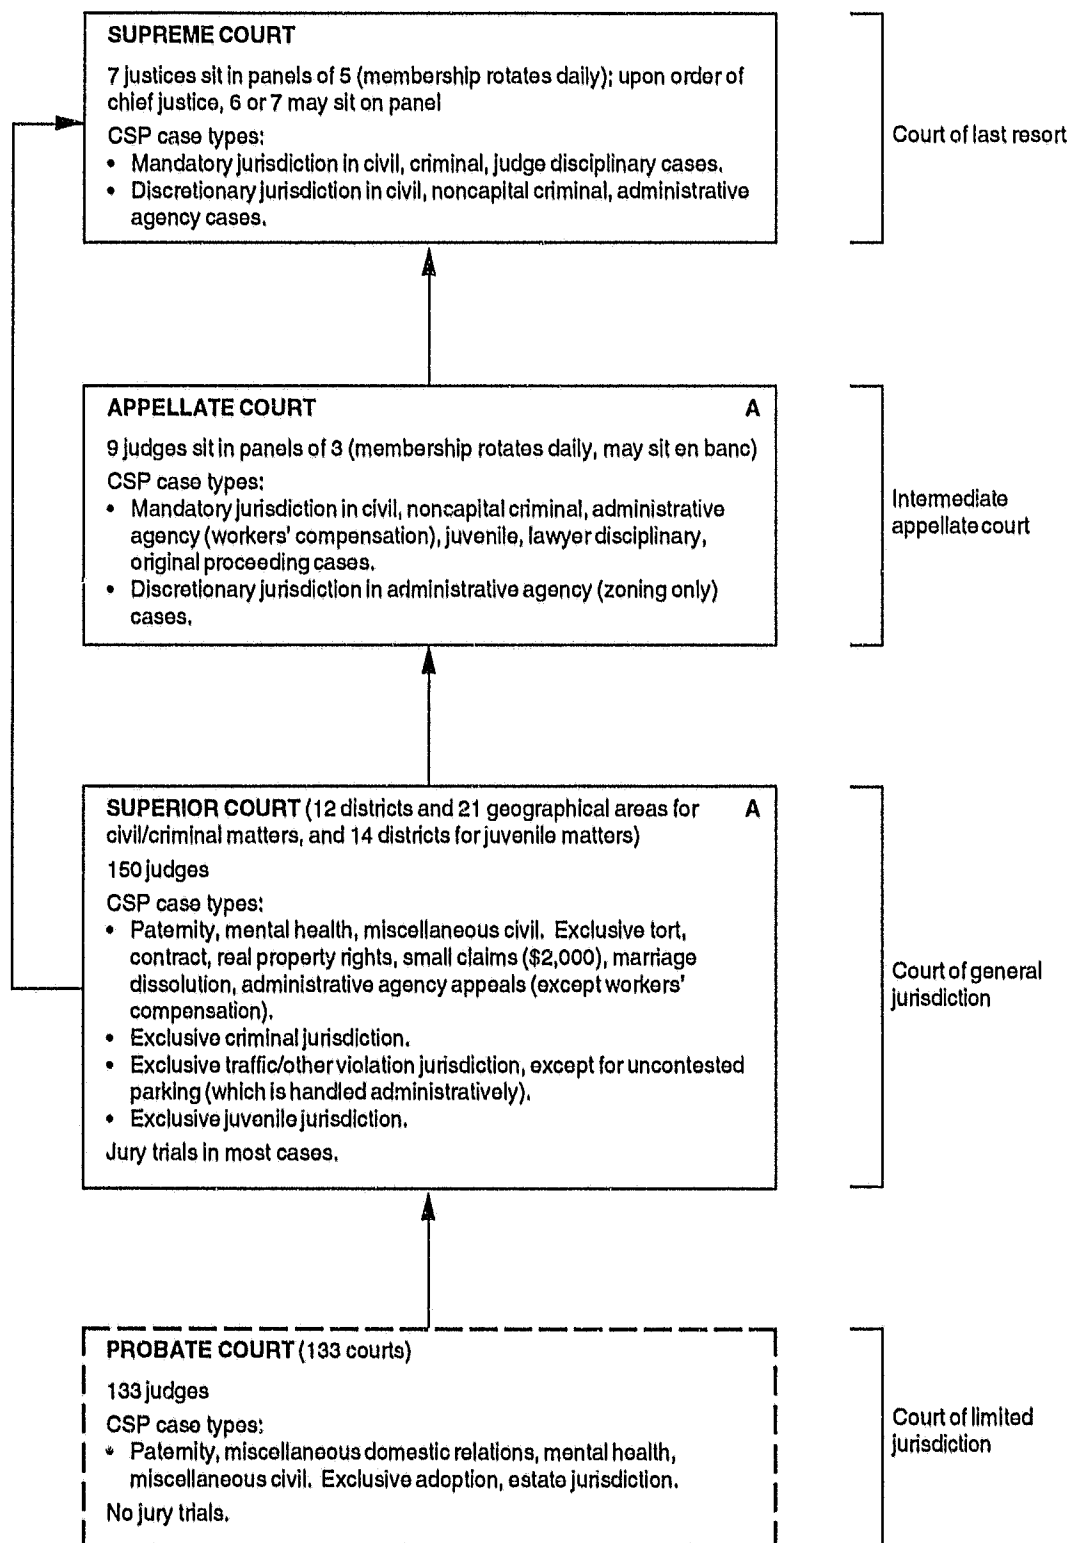 SUPREME COURT
7 justices sit in panels of 5 (membership rotates daily); upon order of
chief justice, 6 or 7 may sit on panel
CSP case types:
• Mandatory jurisdiction in civil, criminal, judge disciplinary cases.
• Discretionary jurisdiction in civil, noncapital criminal, administrative
agency cases.
Court of last resort
APPELLATE COURT A
9 judges sit in panels of 3 (membership rotates daily, may sit en banc)
CSP case types:
• Mandatory jurisdiction in civil, noncapital criminal, administrative
agency (workers' compensation), juvenile, lawyer disciplinary,
original proceeding cases.
• Discretionary jurisdiction in administrative agency (zoning only)
cases.
Intermediate
appellate court
SUPERIOR COURT (12 districts and 21 geographical areas for A
civil/criminal matters, and 14 districts for juvenile matters)
150 judges
CSP case types:
• Paternity, mental health, miscellaneous civil. Exclusive tort,
contract, real property rights, small claims ($2,000), marriage
dissolution, administrative agency appeals (except workers'
compensation).
• Exclusive criminal jurisdiction.
• Exclusive traffic/other violation jurisdiction, except for uncontested
parking (which is handled administratively).
• Exclusive juvenile jurisdiction.
Jury trials in most cases.
Court of general
jurisdiction
PROBATE COURT (133 courts)
133 judges
CSP case types:
• Paternity, miscellaneous domestic relations, mental health,
miscellaneous civil. Exclusive adoption, estate jurisdiction.
No jury trials.
Court of limited
jurisdiction